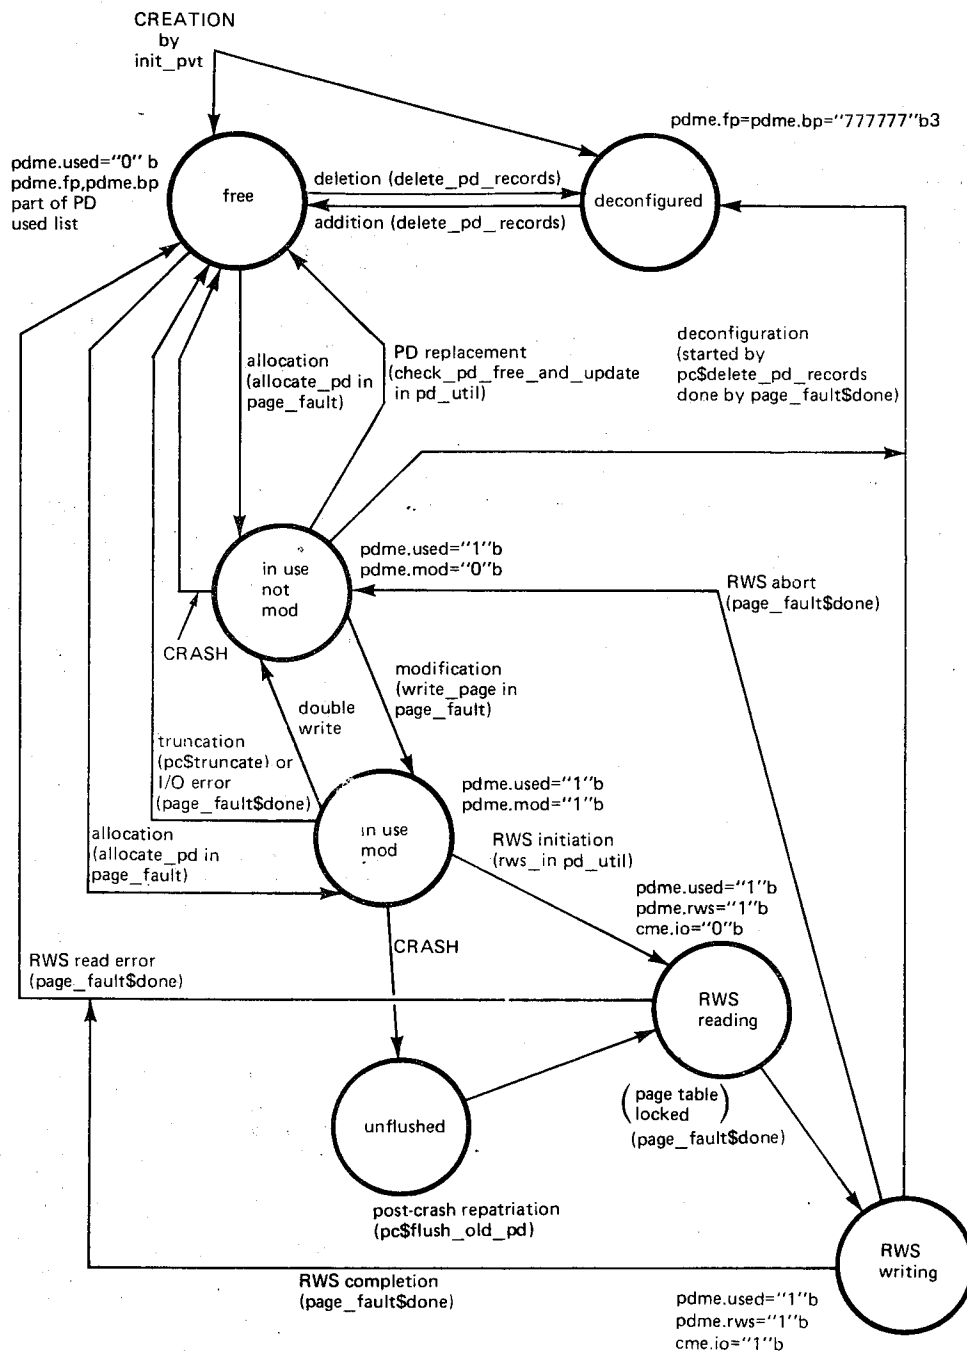 CREATION
by
init_pvt
pdme.fp=pdme.bp="777777"b3
pdme.used="0" b
pdme.fp,pdme.bp
part of PD
used list
free
deletion (delete_pd_records)
addition (delete_pd_records)
deconfigured
allocation
(allocate_pd in
page_fault)
PD replacement
(check_pd_free_and_update
in pd_util)
deconfiguration
(started by
pc$delete_pd_records
done by page_fault$done)
in use
not
mod
pdme.used="1"b
pdme.mod="0"b
RWS abort
(page_fault$done)
CRASH
modification
(write_page in
page_fault)
double
write
truncation
(pc$truncate) or
I/O error
(page_fault$done)
in use
mod
pdme.used="1"b
pdme.mod="1"b
allocation
(allocate_pd in
page_fault)
RWS initiation
(rws_in pd_util)
pdme.used="1"b
pdme.rws="1"b
cme.io="0"b
CRASH
RWS read error
(page_fault$done)
RWS
reading
(page table
locked)
(page_fault$done)
unflushed
post-crash repatriation
(pc$flush_old_pd)
RWS
writing
RWS completion
(page_fault$done)
pdme.used="1"b
pdme.rws="1"b
cme.io="1"b